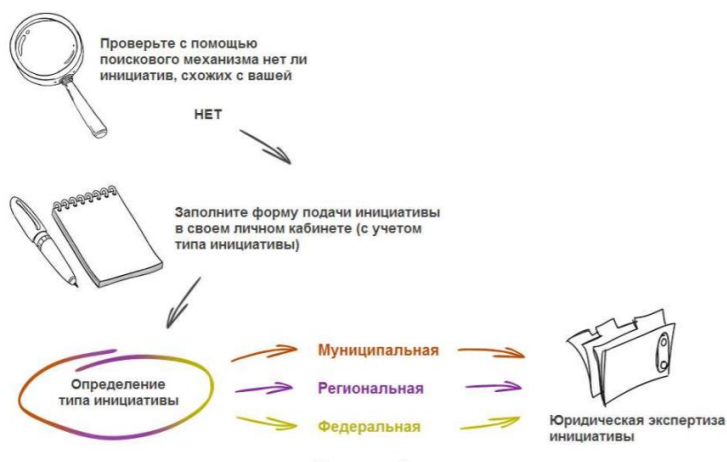 Проверьте с помощью
поискового механизма нет ли
инициатив, схожих с вашей
НЕТ
Заполните форму подачи инициативы
в своем личном кабинете (с учетом
типа инициативы)
Определение
типа инициативы
Муниципальная
Региональная
Федеральная
Юридическая экспертиза
инициативы